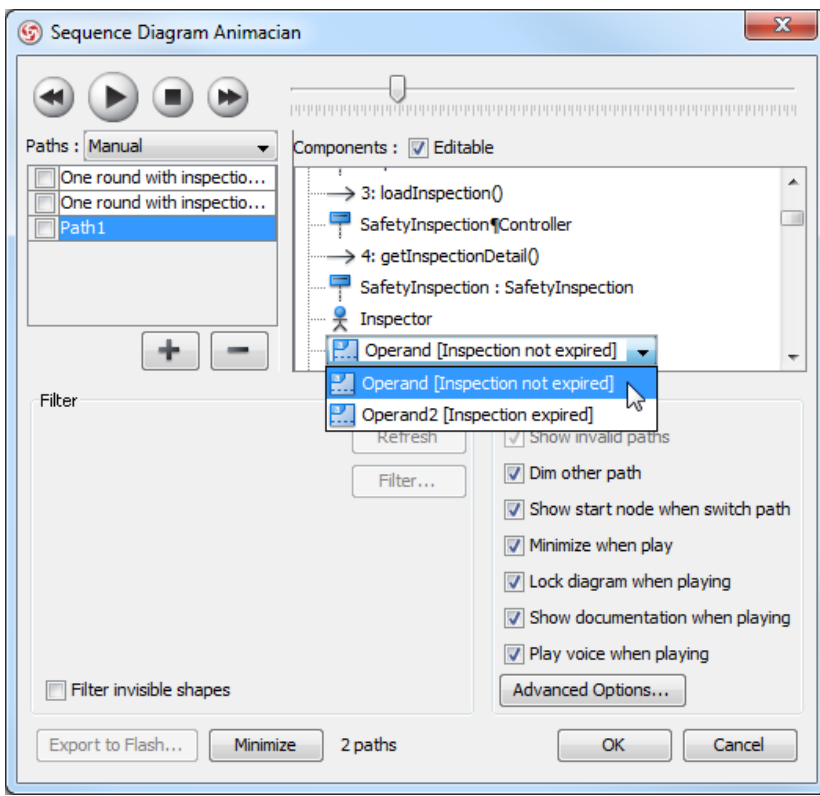 Sequence Diagram Animacian
Paths : Manual
Components : Editable
One round with inspectio...
One round with inspectio...
Path1
3: loadInspection()
SafetyInspection¶Controller
4: getInspectionDetail()
SafetyInspection : SafetyInspection
Inspector
Operand [Inspection not expired]
Operand [Inspection not expired]
Operand2 [Inspection expired]
Filter
Refresh
Filter...
Filter invisible shapes
Show invalid paths
Dim other path
Show start node when switch path
Minimize when play
Lock diagram when playing
Show documentation when playing
Play voice when playing
Advanced Options...
Export to Flash...
Minimize
2 paths
OK
Cancel